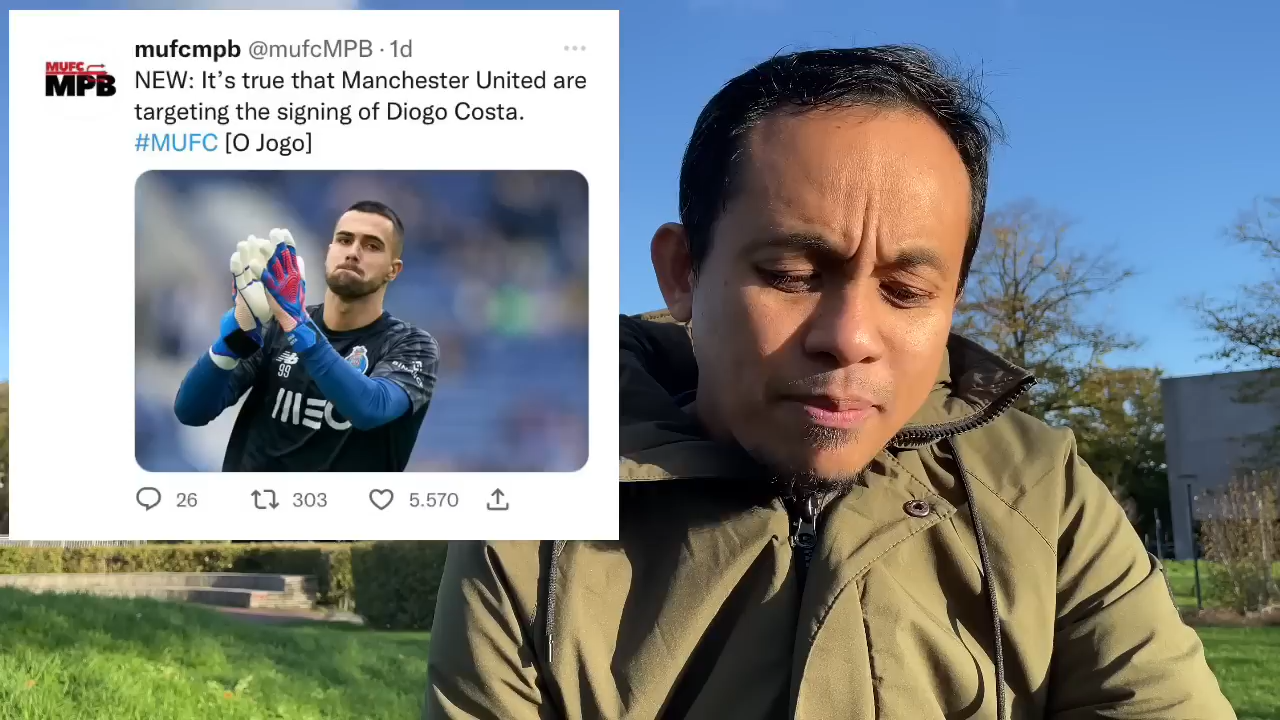 mufcmpb @mufcMPB · 1d
MUFC
MPB
NEW: It’s true that Manchester United are
targeting the signing of Diogo Costa.
#MUFC [O Jogo]
99
MEO
26 303 5.570